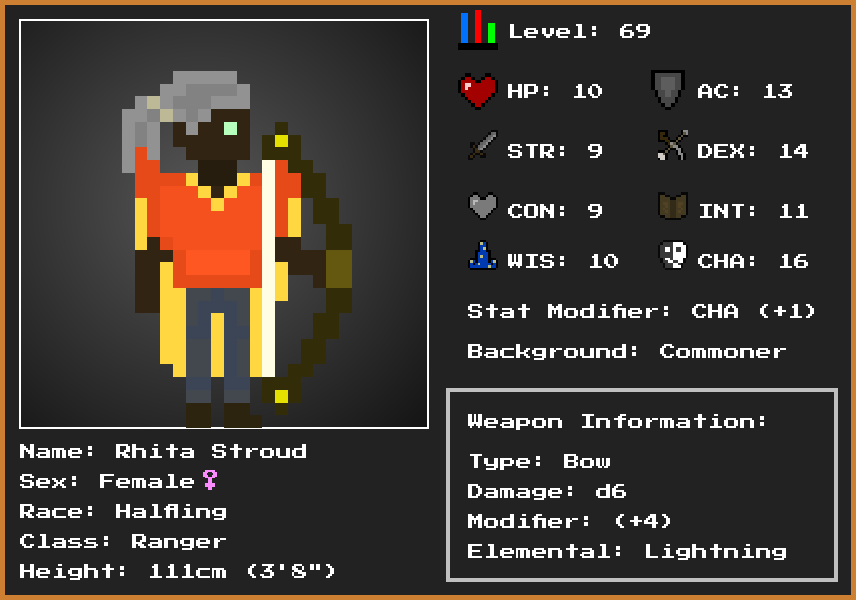 Level: 69
HP: 10
AC: 13
STR: 9
DEX: 14
CON: 9
INT: 11
WIS: 10
CHA: 16
Stat Modifier: CHA (+1)
Background: Commoner
Weapon Information:
Type: Bow
Damage: d6
Modifier: (+4)
Elemental: Lightning
Name: Rhita Stroud
Sex: Female♀
Race: Halfling
Class: Ranger
Height: 111cm (3'8")